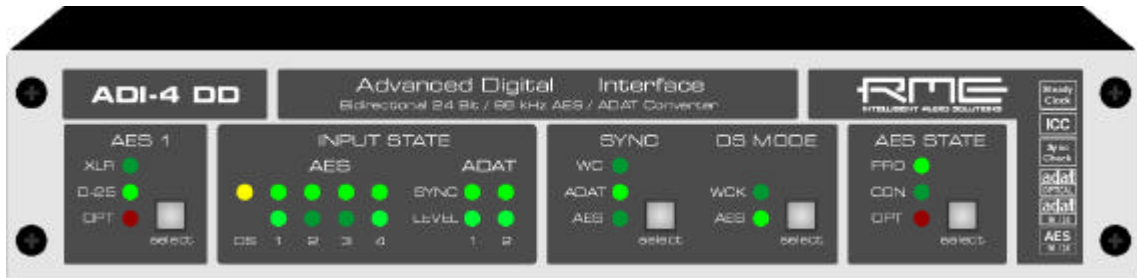 ADI-4 DD
Advanced Digital Interface
Bidirectional 24 Bit / 96 kHz AES / ADAT Converter
RME
INTELLIGENT AUDIO SOLUTIONS
AES 1
XLR
D-25
OPT
select
INPUT STATE
AES
ADAT
SYNC
LEVEL
DS 1 2 3 4 1 2
SYNC
WC
ADAT
AES
select
DS MODE
WCK
AES
select
AES STATE
PRO
CON
OPT
select
Steady
Clock
ICC
Sync
Check
adat
OPTICAL
adat
AES